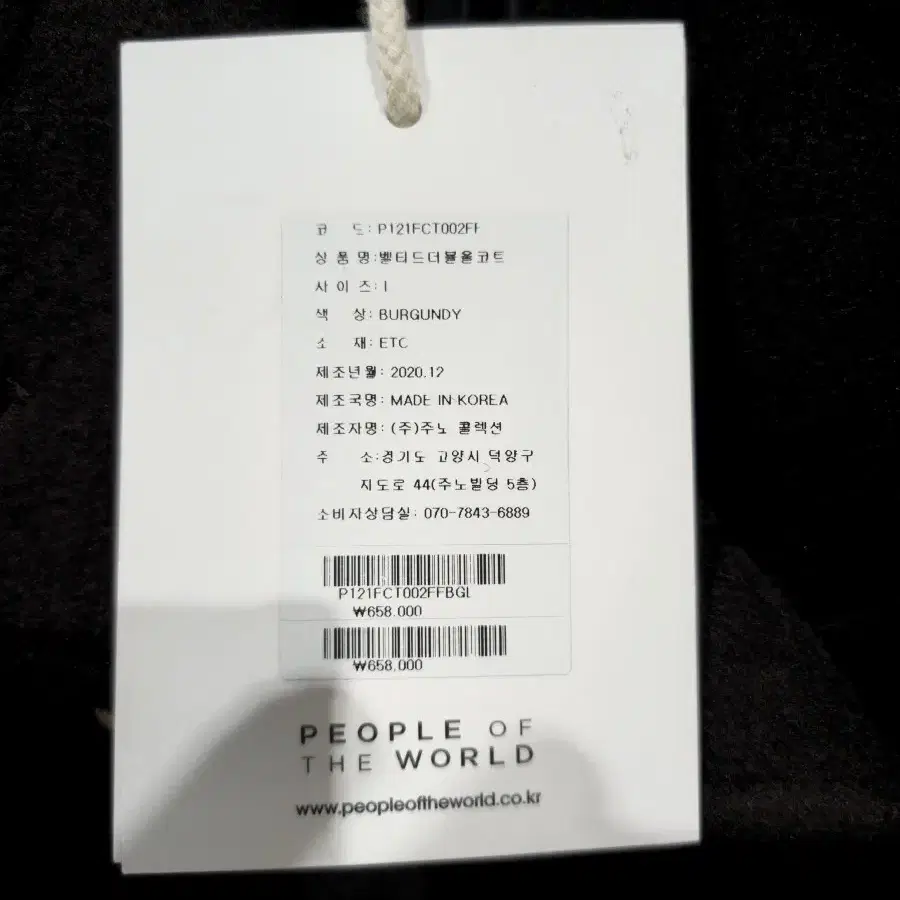 코 드: P121FCT002FF
상 품 명:벨티드더블울코트
사 이 즈: L
색 상: BURGUNDY
소 재: ETC
제조년월: 2020.12
제조국명: MADE IN KOREA
제조자명: (주)주노 콜렉션
주 소:경기도 고양시 덕양구
지도로 44(주노빌딩 5층)
소비자상담실: 070-7843-6889
P121FCT002FFBGL
₩658,000
₩658,000
PEOPLE OF
THE WORLD
www.peopleoftheworld.co.kr